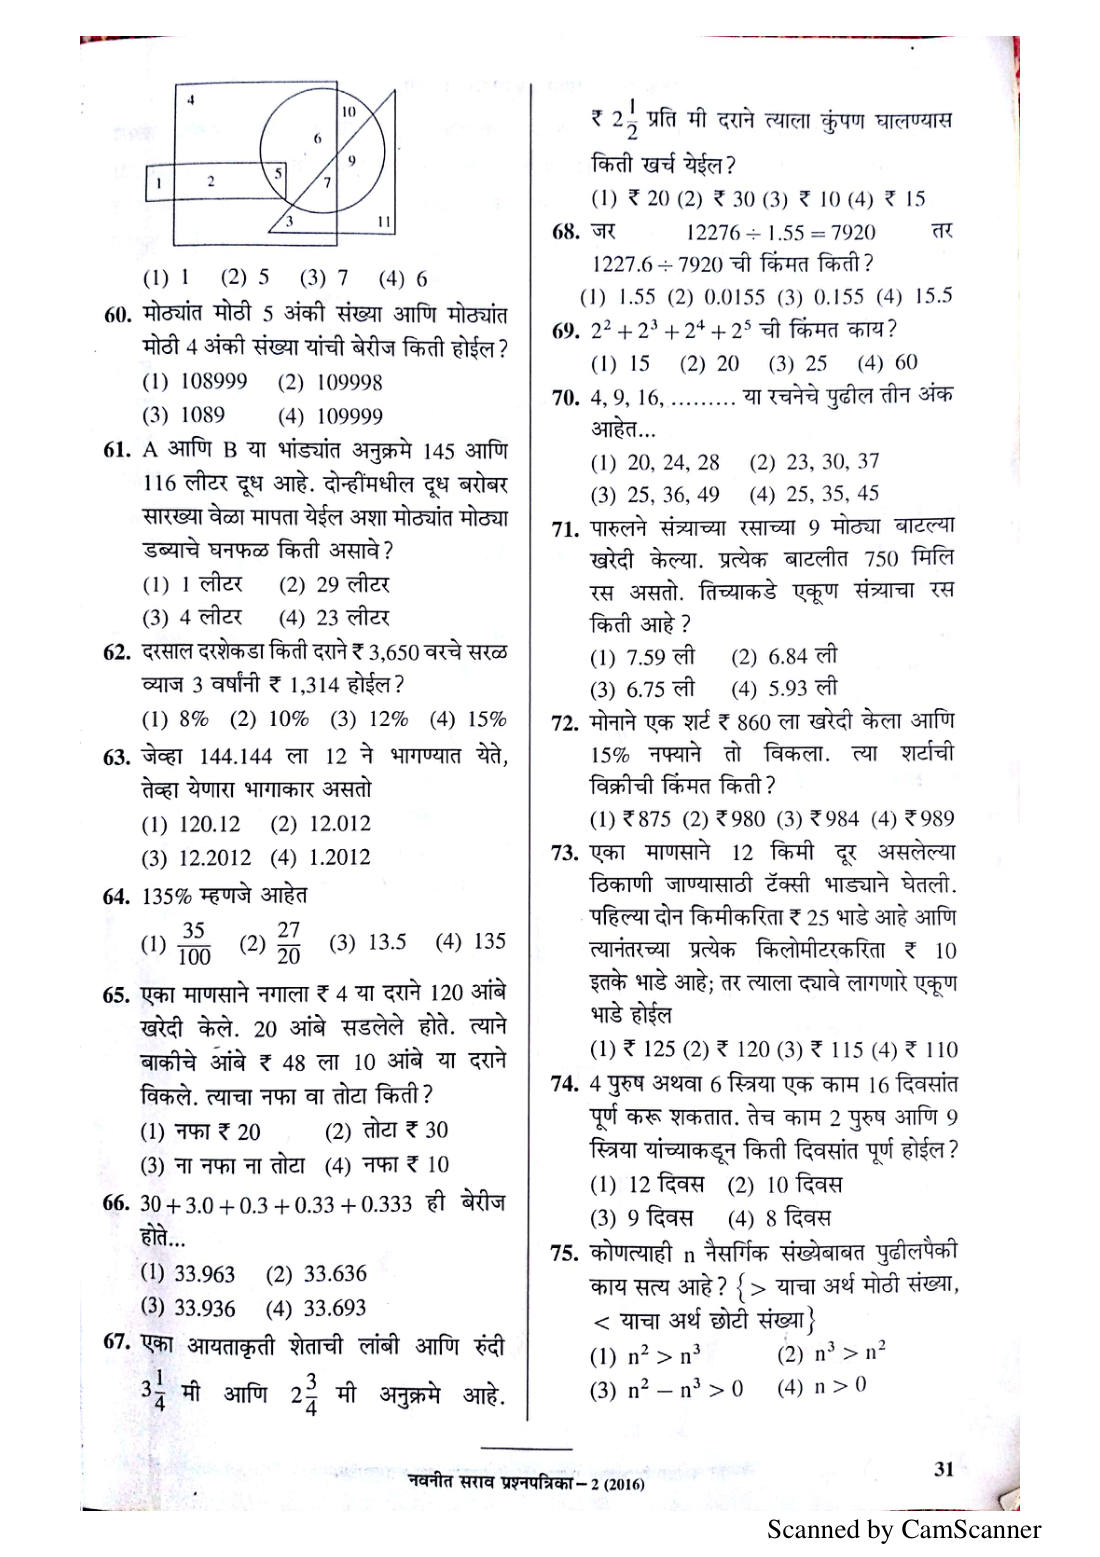 4
10
6
9
5
1
2
7
3
11
(1) 1 (2) 5 (3) 7 (4) 6
60. मोठ्यांत मोठी 5 अंकी संख्या आणि मोठ्यांत
मोठी 4 अंकी संख्या यांची बेरीज किती होईल?
(1) 108999 (2) 109998
(3) 1089 (4) 109999
61. A आणि B या भांड्यांत अनुक्रमे 145 आणि
116 लीटर दूध आहे. दोन्हींमधील दूध बरोबर
सारख्या वेळा मापता येईल अशा मोठ्यांत मोठ्या
डब्याचे घनफळ किती असावे?
(1) 1 लीटर (2) 29 लीटर
(3) 4 लीटर (4) 23 लीटर
62. दरसाल दरशेकडा किती दराने ₹ 3,650 वरचे सरळ
व्याज 3 वर्षांनी ₹ 1,314 होईल?
(1) 8% (2) 10% (3) 12% (4) 15%
63. जेव्हा 144.144 ला 12 ने भागण्यात येते,
तेव्हा येणारा भागाकार असतो
(1) 120.12 (2) 12.012
(3) 12.2012 (4) 1.2012
64. 135% म्हणजे आहेत
(1) 35/100 (2) 27/20 (3) 13.5 (4) 135
65. एका माणसाने नगाला ₹ 4 या दराने 120 आंबे
खरेदी केले. 20 आंबे सडलेले होते. त्याने
बाकीचे आंबे ₹ 48 ला 10 आंबे या दराने
विकले. त्याचा नफा वा तोटा किती?
(1) नफा ₹ 20 (2) तोटा ₹ 30
(3) ना नफा ना तोटा (4) नफा ₹ 10
66. 30 + 3.0 + 0.3 + 0.33 + 0.333 ही बेरीज
होते...
(1) 33.963 (2) 33.636
(3) 33.936 (4) 33.693
67. एका आयताकृती शेताची लांबी आणि रुंदी
3 1/4 मी आणि 2 3/4 मी अनुक्रमे आहे.
₹ 2 1/2 प्रति मी दराने त्याला कुंपण घालण्यास
किती खर्च येईल?
(1) ₹ 20 (2) ₹ 30 (3) ₹ 10 (4) ₹ 15
68. जर 12276 ÷ 1.55 = 7920 तर
1227.6 ÷ 7920 ची किंमत किती?
(1) 1.55 (2) 0.0155 (3) 0.155 (4) 15.5
69. 2² + 2³ + 2⁴ + 2⁵ ची किंमत काय?
(1) 15 (2) 20 (3) 25 (4) 60
70. 4, 9, 16, ......... या रचनेचे पुढील तीन अंक
आहेत...
(1) 20, 24, 28 (2) 23, 30, 37
(3) 25, 36, 49 (4) 25, 35, 45
71. पारुलने संत्र्याच्या रसाच्या 9 मोठ्या बाटल्या
खरेदी केल्या. प्रत्येक बाटलीत 750 मिलि
रस असतो. तिच्याकडे एकूण संत्र्याचा रस
किती आहे?
(1) 7.59 ली (2) 6.84 ली
(3) 6.75 ली (4) 5.93 ली
72. मोनाने एक शर्ट ₹ 860 ला खरेदी केला आणि
15% नफ्याने तो विकला. त्या शर्टाची
विक्रीची किंमत किती?
(1) ₹ 875 (2) ₹ 980 (3) ₹ 984 (4) ₹ 989
73. एका माणसाने 12 किमी दूर असलेल्या
ठिकाणी जाण्यासाठी टॅक्सी भाड्याने घेतली.
पहिल्या दोन किमीकरिता ₹ 25 भाडे आहे आणि
त्यानंतरच्या प्रत्येक किलोमीटरकरिता ₹ 10
इतके भाडे आहे; तर त्याला द्यावे लागणारे एकूण
भाडे होईल
(1) ₹ 125 (2) ₹ 120 (3) ₹ 115 (4) ₹ 110
74. 4 पुरुष अथवा 6 स्त्रिया एक काम 16 दिवसांत
पूर्ण करू शकतात. तेच काम 2 पुरुष आणि 9
स्त्रिया यांच्याकडून किती दिवसांत पूर्ण होईल?
(1) 12 दिवस (2) 10 दिवस
(3) 9 दिवस (4) 8 दिवस
75. कोणत्याही n नैसर्गिक संख्येबाबत पुढीलपैकी
काय सत्य आहे? {> याचा अर्थ मोठी संख्या,
< याचा अर्थ छोटी संख्या}
(1) n² > n³ (2) n³ > n²
(3) n² − n³ > 0 (4) n > 0
नवनीत सराव प्रश्नपत्रिका – 2 (2016)
31
Scanned by CamScanner